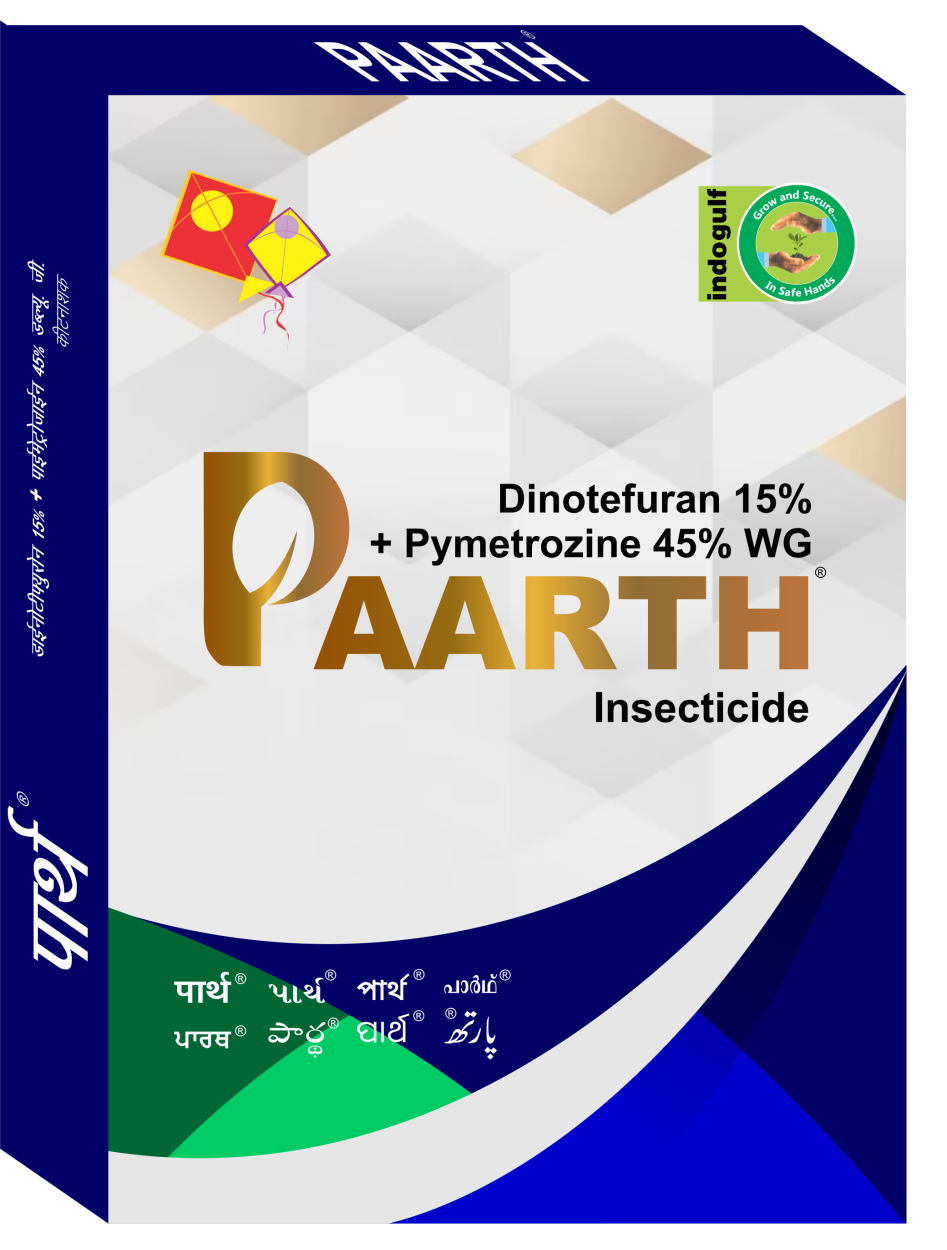 PAARTH®
indogulf
Grow and Secure...
In Safe Hands
Dinotefuran 15%
+ Pymetrozine 45% WG
PAARTH®
Insecticide
पार्थ® પાર્થ® পার্থ® പാർഥ്®
ਪਾਰਥ® పార్థ® ପାର୍ଥ® پارتھ®
डाईनोटीफ्युरॉन 15% + पाईमेट्रोजाईन 45% डब्ल्यू. जी.
कीटनाशक
पार्थ®